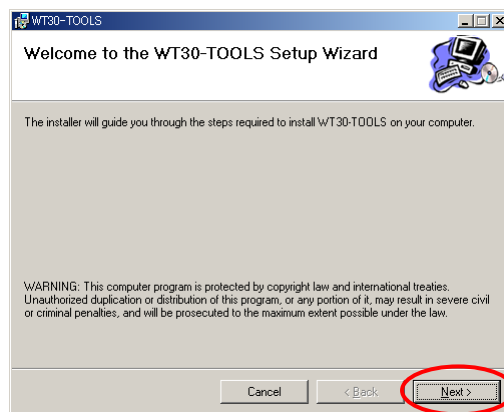 WT30-TOOLS
Welcome to the WT30-TOOLS Setup Wizard
The installer will guide you through the steps required to install WT30-TOOLS on your computer.
WARNING: This computer program is protected by copyright law and international treaties.
Unauthorized duplication or distribution of this program, or any portion of it, may result in severe civil
or criminal penalties, and will be prosecuted to the maximum extent possible under the law.
Cancel
< Back
Next >